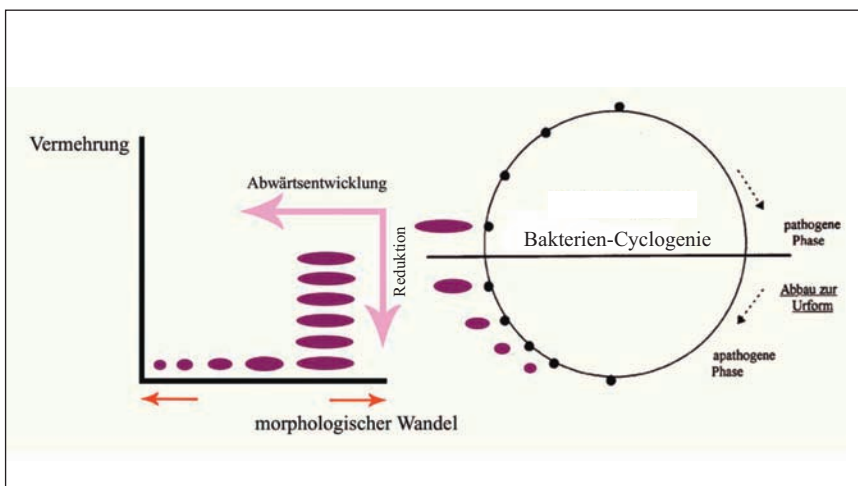 Vermehrung
Abwärtsentwicklung
Reduktion
morphologischer Wandel
Bakterien-Cyclogenie
pathogene
Phase
Abbau zur
Urform
apathogene
Phase